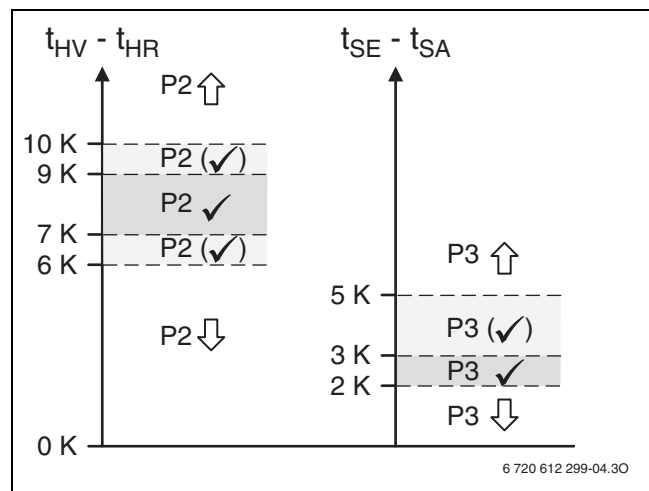 tHV - tHR
tSE - tSA
P2
10 K
P2 (✓)
9 K
P2 ✓
7 K
P2 (✓)
6 K
P3
5 K
P2
P3 (✓)
3 K
P3 ✓
2 K
P3
0 K
6 720 612 299-04.3O